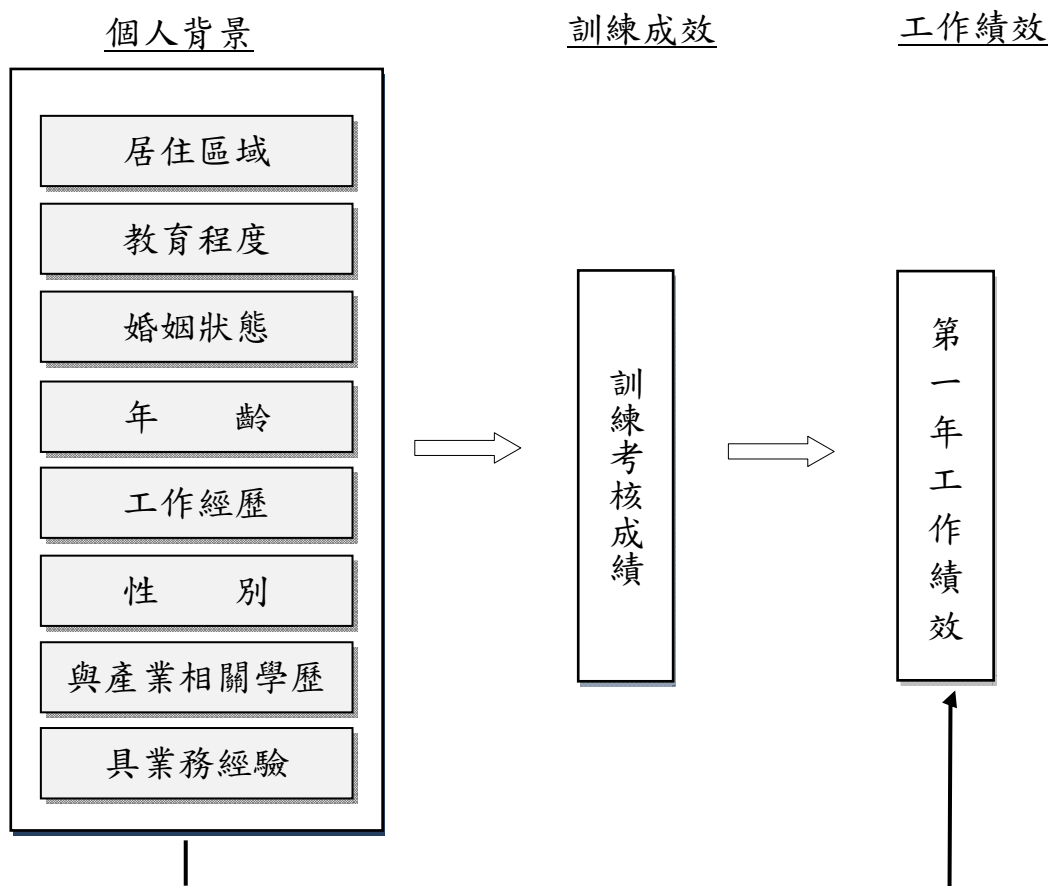 個人背景
訓練成效
工作績效
居住區域
教育程度
婚姻狀態
年 齡
工作經歷
性 別
與產業相關學歷
具業務經驗
訓練考核成績
第一年工作績效